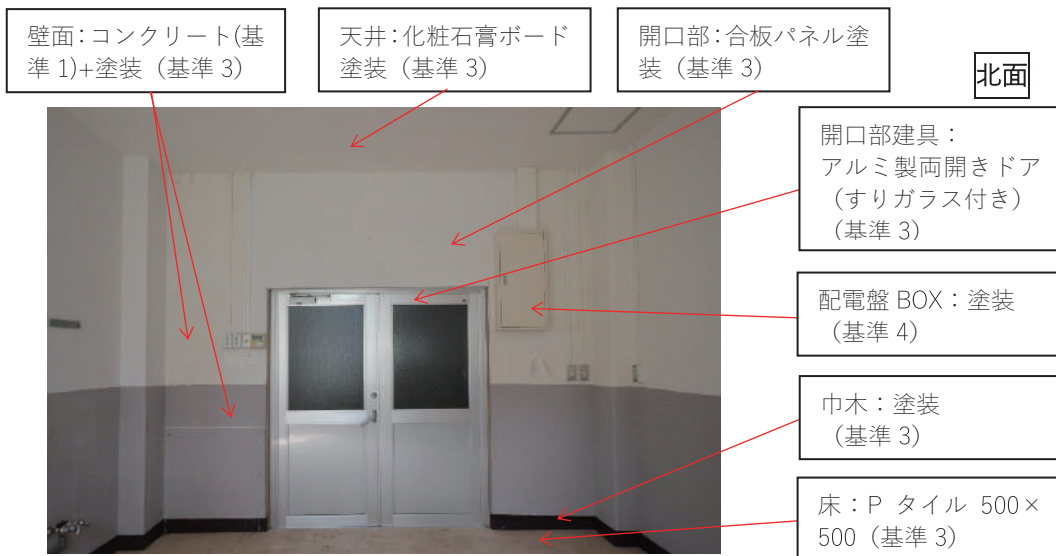 壁面：コンクリート(基
準 1)+塗装（基準 3）
天井：化粧石膏ボード
塗装（基準 3）
開口部：合板パネル塗
装（基準 3）
北面
開口部建具：
アルミ製両開きドア
（すりガラス付き）
（基準 3）
配電盤 BOX：塗装
（基準 4）
巾木：塗装
（基準 3）
床：P タイル 500×
500（基準 3）